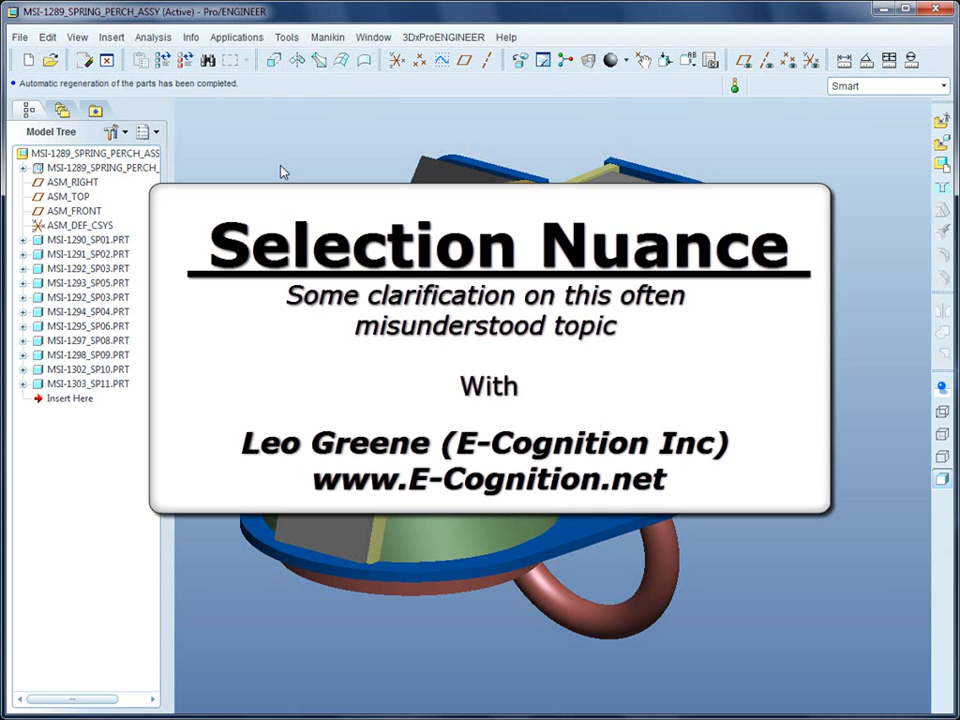 MSI-1289_SPRING_PERCH_ASSY (Active) - Pro/ENGINEER
File Edit View Insert Analysis Info Applications Tools Manikin Window 3DxProENGINEER Help
Automatic regeneration of the parts has been completed.
Smart
Model Tree
MSI-1289_SPRING_PERCH_ASS
MSI-1289_SPRING_PERCH_
ASM_RIGHT
ASM_TOP
ASM_FRONT
ASM_DEF_CSYS
MSI-1290_SP01.PRT
MSI-1291_SP02.PRT
MSI-1292_SP03.PRT
MSI-1293_SP05.PRT
MSI-1292_SP03.PRT
MSI-1294_SP04.PRT
MSI-1295_SP06.PRT
MSI-1297_SP08.PRT
MSI-1298_SP09.PRT
MSI-1302_SP10.PRT
MSI-1303_SP11.PRT
Insert Here
Selection Nuance
Some clarification on this often
misunderstood topic
With
Leo Greene (E-Cognition Inc)
www.E-Cognition.net